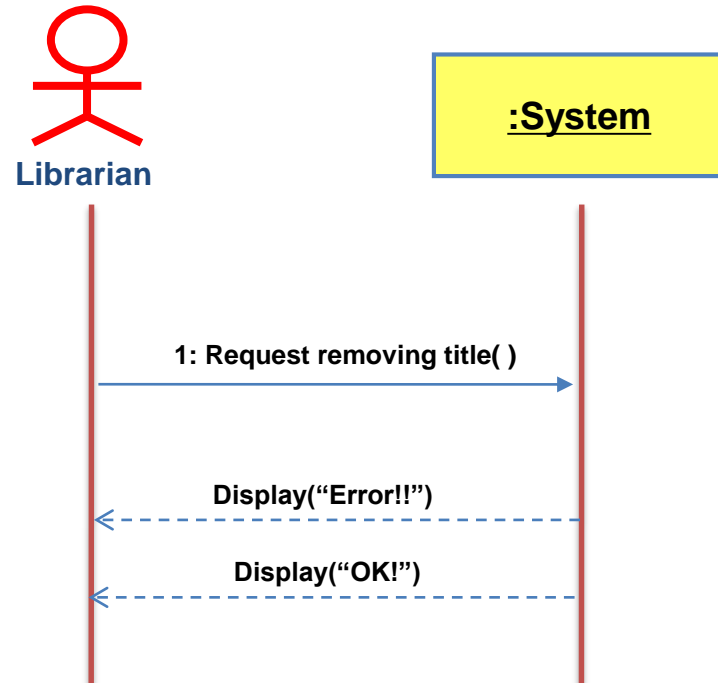 :System
Librarian
1: Request removing title( )
Display(“Error!!”)
Display(“OK!”)